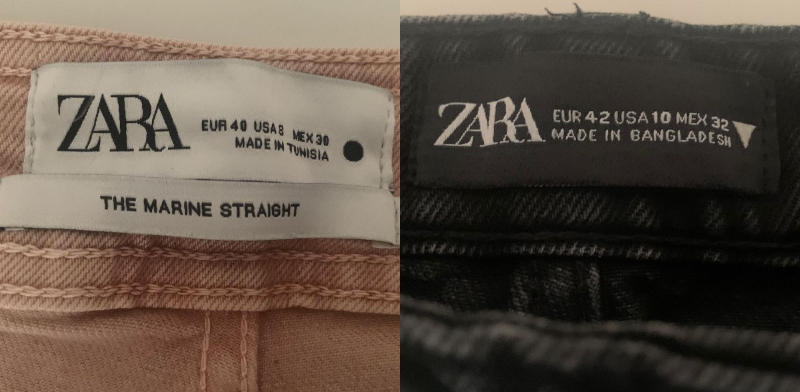 ZARA
EUR 40 USA 8 MEX 30
MADE IN TUNISIA
THE MARINE STRAIGHT
ZARA
EUR 42 USA 10 MEX 32
MADE IN BANGLADESH